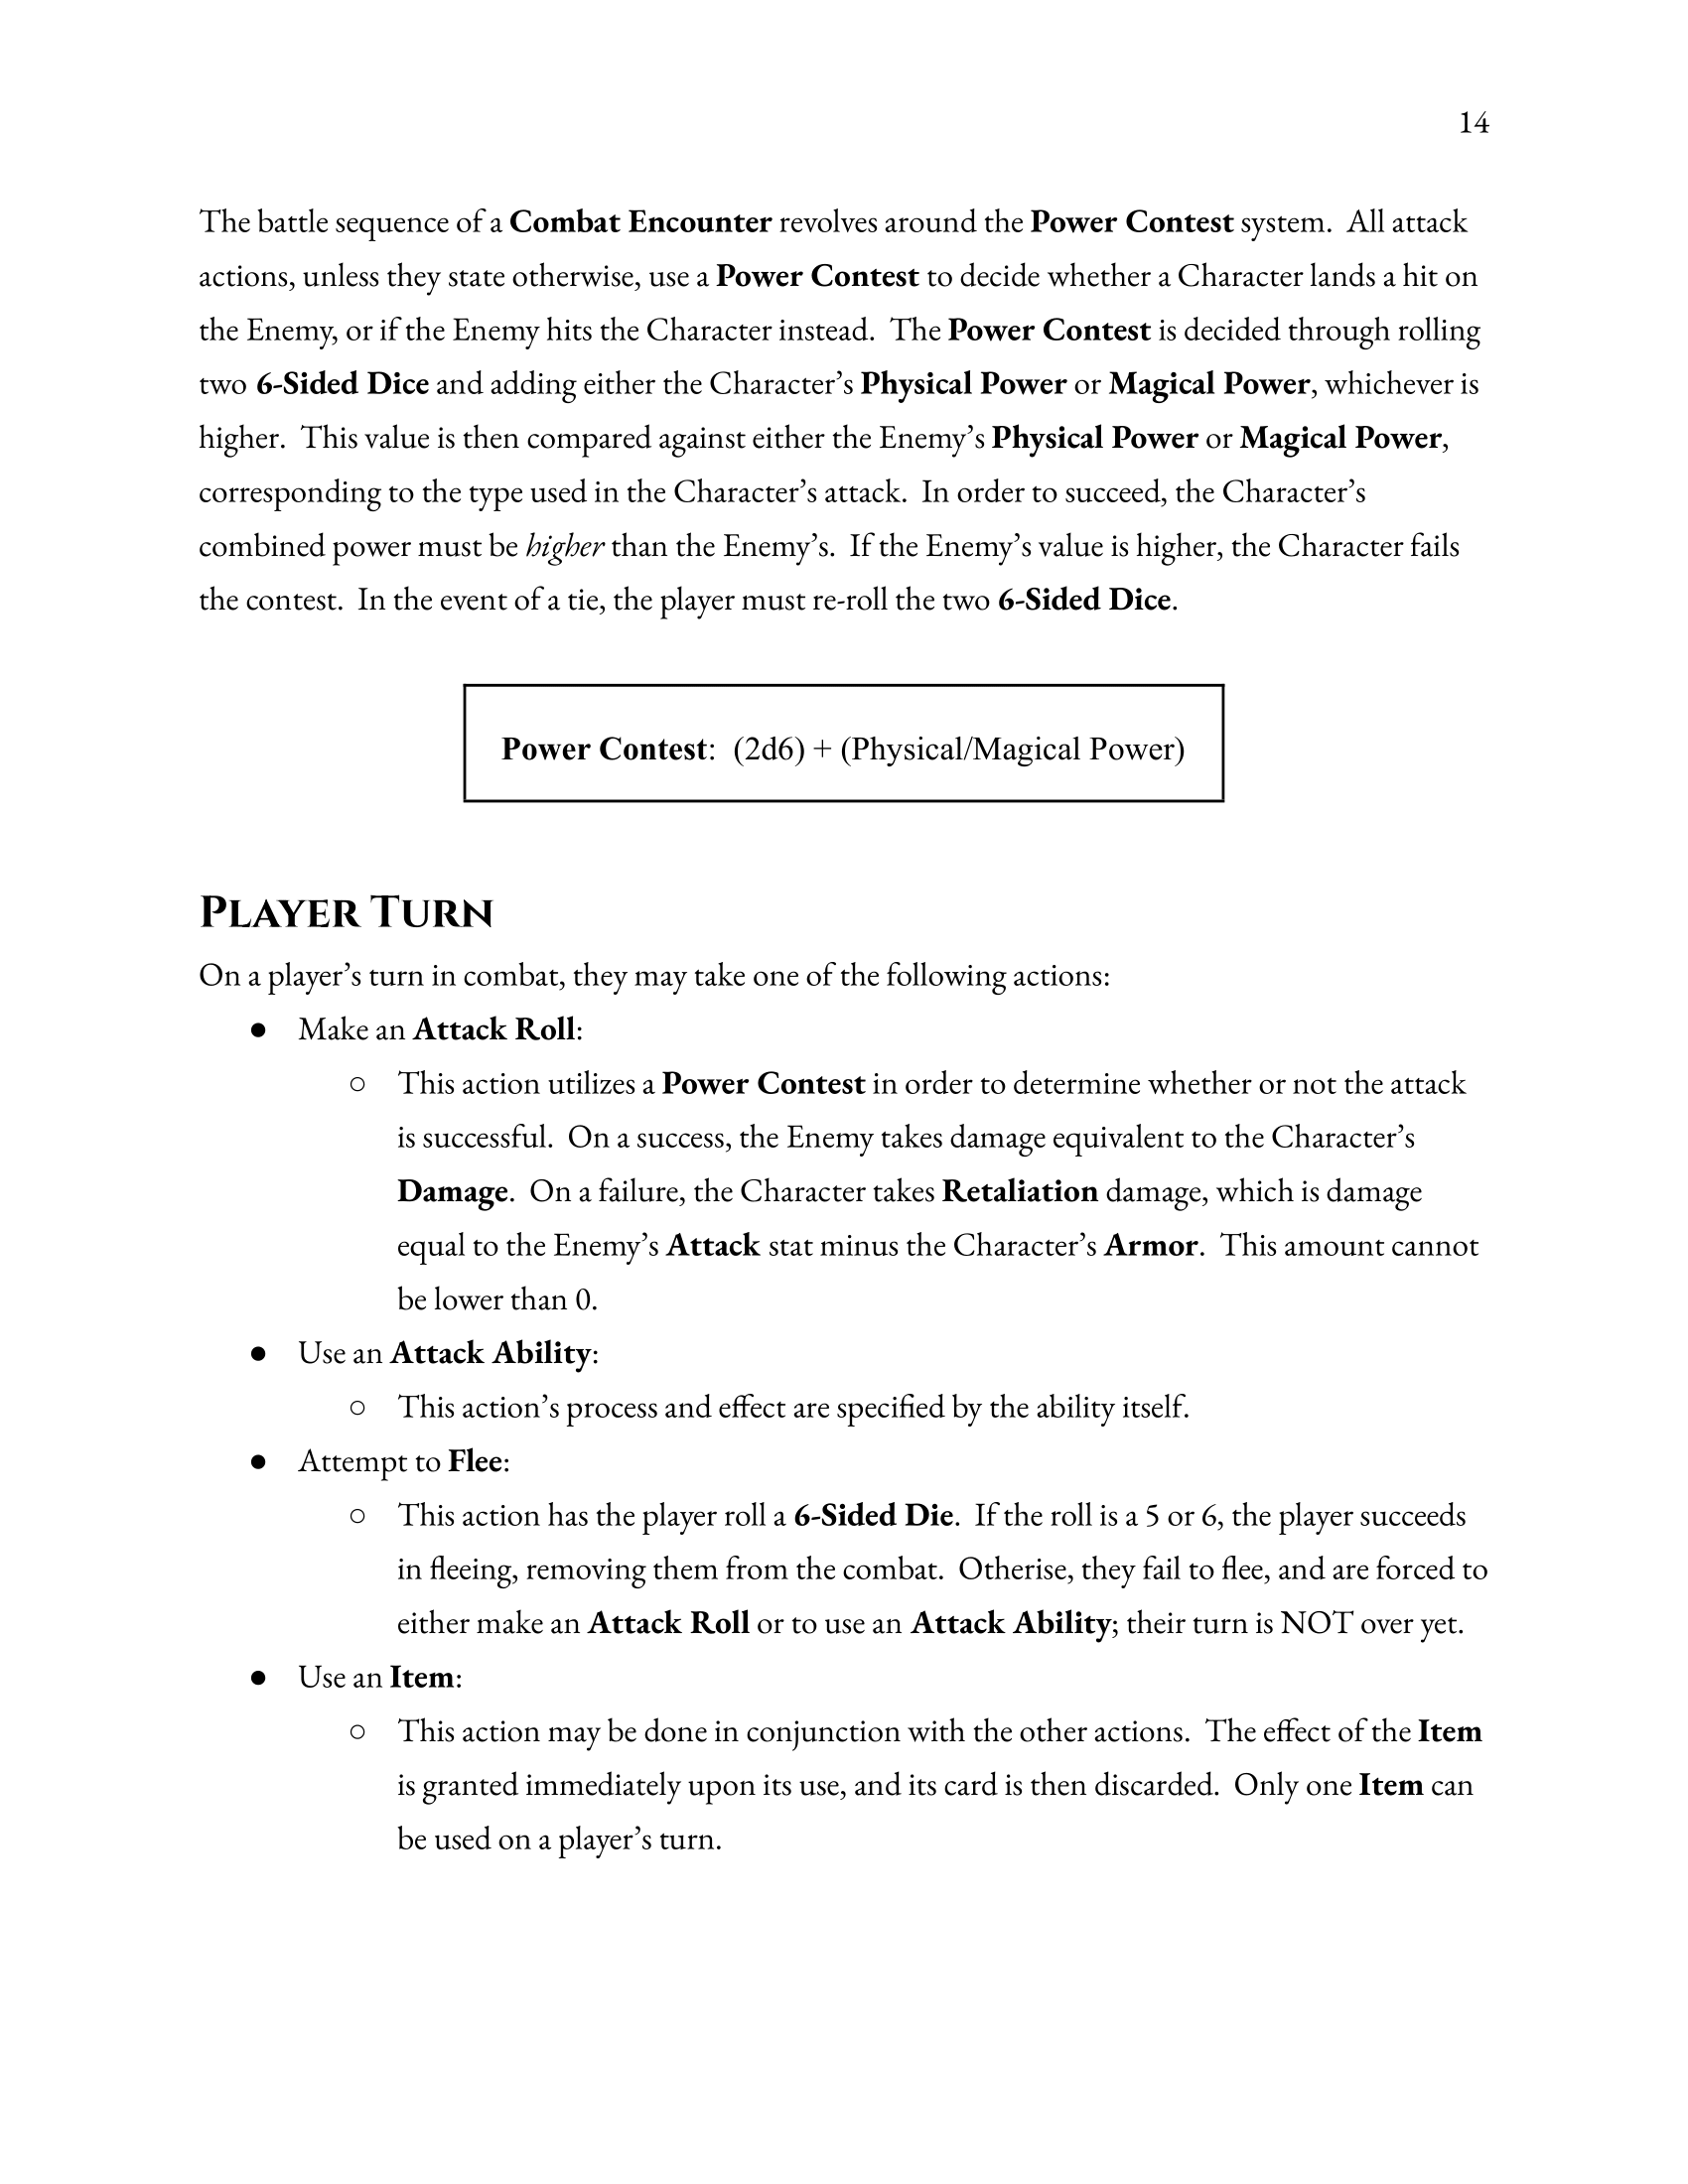 14
The battle sequence of a Combat Encounter revolves around the Power Contest system.  All attack
actions, unless they state otherwise, use a Power Contest to decide whether a Character lands a hit on
the Enemy, or if the Enemy hits the Character instead.  The Power Contest is decided through rolling
two 6-Sided Dice and adding either the Character’s Physical Power or Magical Power, whichever is
higher.  This value is then compared against either the Enemy’s Physical Power or Magical Power,
corresponding to the type used in the Character’s attack.  In order to succeed, the Character’s
combined power must be higher than the Enemy’s.  If the Enemy’s value is higher, the Character fails
the contest.  In the event of a tie, the player must re-roll the two 6-Sided Dice.
Power Contest:  (2d6) + (Physical/Magical Power)
Player Turn
On a player’s turn in combat, they may take one of the following actions:
● Make an Attack Roll:
○ This action utilizes a Power Contest in order to determine whether or not the attack
is successful.  On a success, the Enemy takes damage equivalent to the Character’s
Damage.  On a failure, the Character takes Retaliation damage, which is damage
equal to the Enemy’s Attack stat minus the Character’s Armor.  This amount cannot
be lower than 0.
● Use an Attack Ability:
○ This action’s process and effect are specified by the ability itself.
● Attempt to Flee:
○ This action has the player roll a 6-Sided Die.  If the roll is a 5 or 6, the player succeeds
in fleeing, removing them from the combat.  Otherise, they fail to flee, and are forced to
either make an Attack Roll or to use an Attack Ability; their turn is NOT over yet.
● Use an Item:
○ This action may be done in conjunction with the other actions.  The effect of the Item
is granted immediately upon its use, and its card is then discarded.  Only one Item can
be used on a player’s turn.